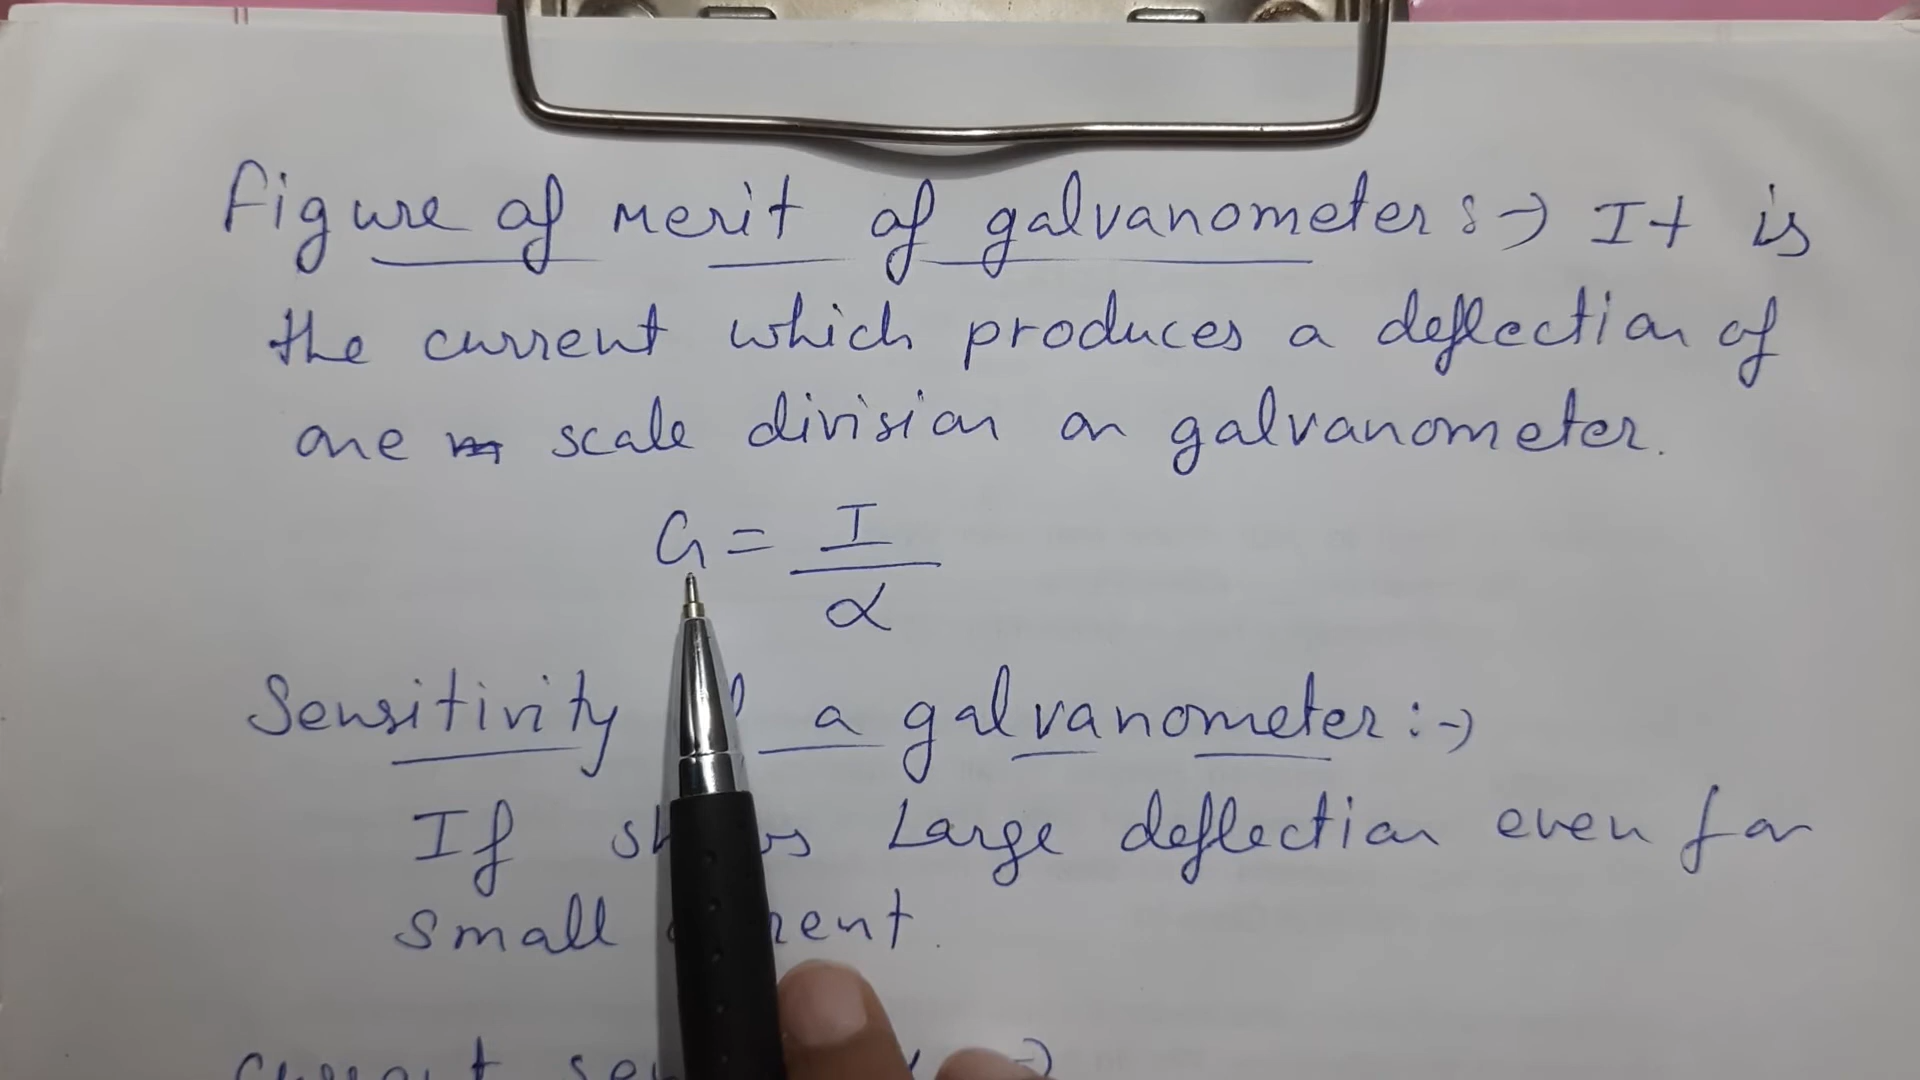 Figure of Merit of galvanometer :→ It is
the current which produces a deflection of
one scale division on galvanometer.
G = I / α
Sensitivity a galvanometer :→
If Large deflection even for
small